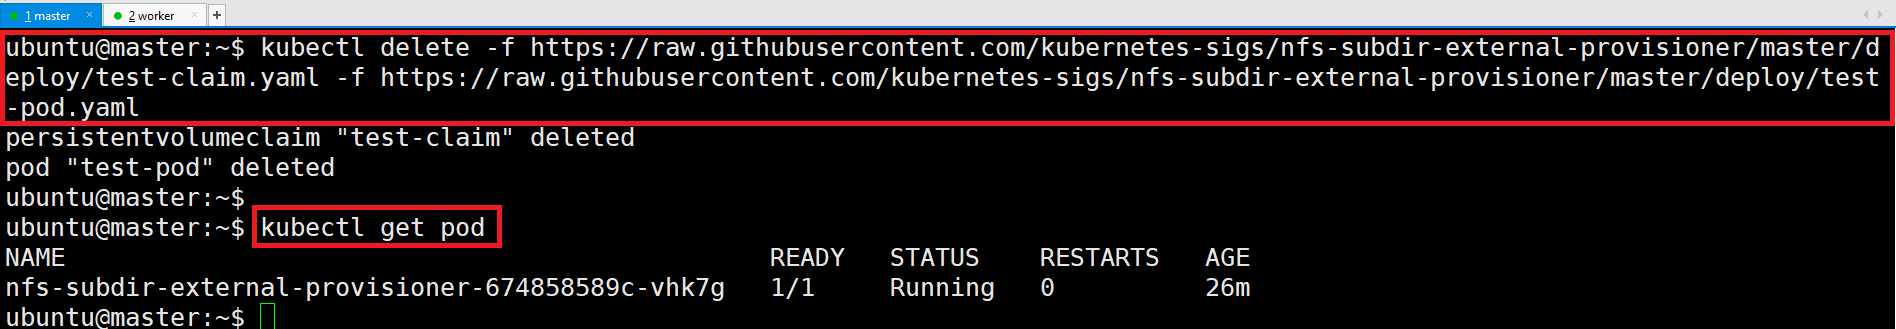 1 master × 2 worker × +
ubuntu@master:~$ kubectl delete -f https://raw.githubusercontent.com/kubernetes-sigs/nfs-subdir-external-provisioner/master/d
eploy/test-claim.yaml -f https://raw.githubusercontent.com/kubernetes-sigs/nfs-subdir-external-provisioner/master/deploy/test
-pod.yaml
persistentvolumeclaim "test-claim" deleted
pod "test-pod" deleted
ubuntu@master:~$
ubuntu@master:~$ kubectl get pod
NAME READY STATUS RESTARTS AGE
nfs-subdir-external-provisioner-674858589c-vhk7g 1/1 Running 0 26m
ubuntu@master:~$